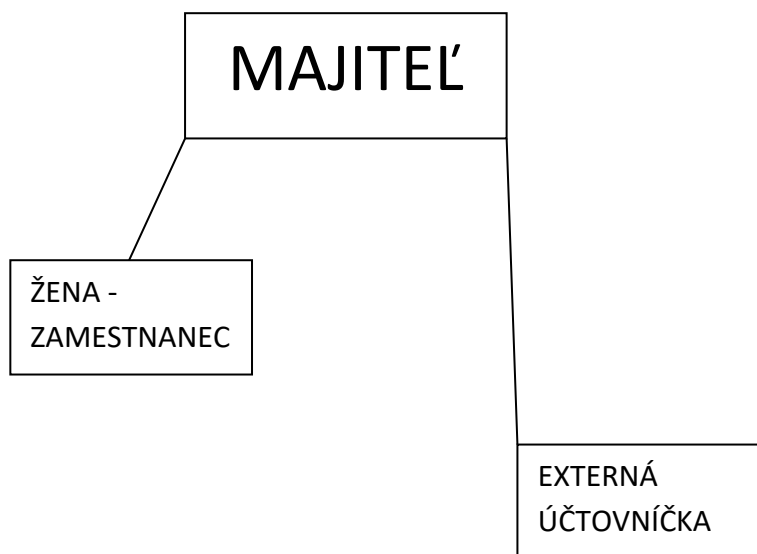 MAJITEĽ
ŽENA -
ZAMESTNANEC
EXTERNÁ
ÚČTOVNÍČKA